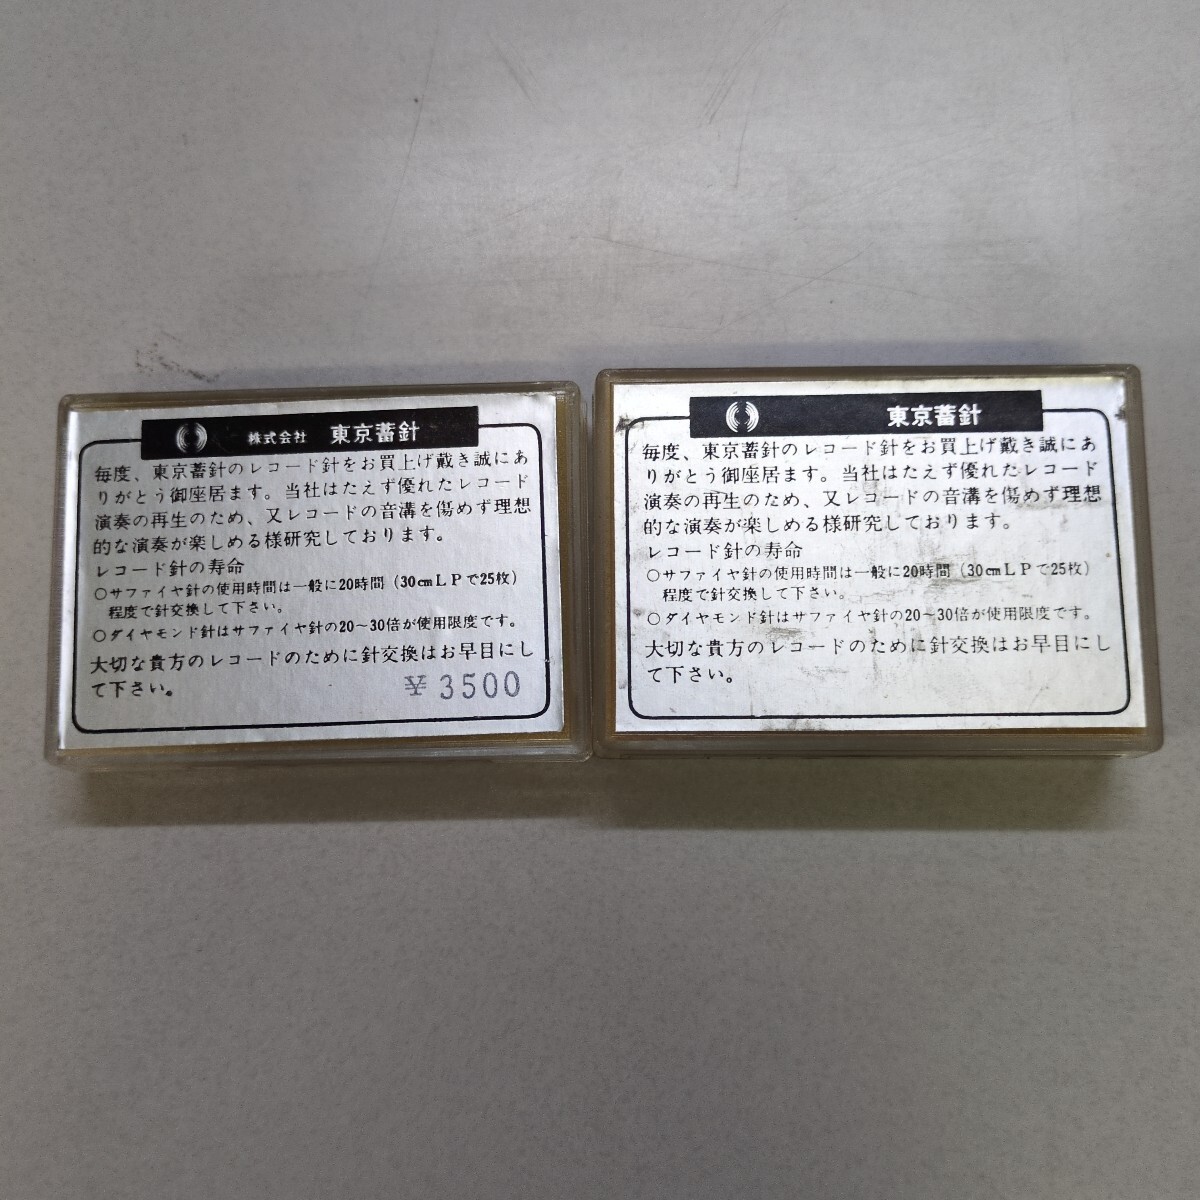 株式会社 東京蓄針
毎度、東京蓄針のレコード針をお買上げ戴き誠にあ
りがとう御座居ます。当社はたえず優れたレコード
演奏の再生のため、又レコードの音溝を傷めず理想
的な演奏が楽しめる様研究しております。
レコード針の寿命
○サファイヤ針の使用時間は一般に20時間(30cmLPで25枚)
程度で針交換して下さい。
○ダイヤモンド針はサファイヤ針の20〜30倍が使用限度です。
大切な貴方のレコードのために針交換はお早目にし
て下さい。
¥3500
東京蓄針
毎度、東京蓄針のレコード針をお買上げ戴き誠にあ
りがとう御座居ます。当社はたえず優れたレコード
演奏の再生のため、又レコードの音溝を傷めず理想
的な演奏が楽しめる様研究しております。
レコード針の寿命
○サファイヤ針の使用時間は一般に20時間(30cmLPで25枚)
程度で針交換して下さい。
○ダイヤモンド針はサファイヤ針の20〜30倍が使用限度です。
大切な貴方のレコードのために針交換はお早目にし
て下さい。